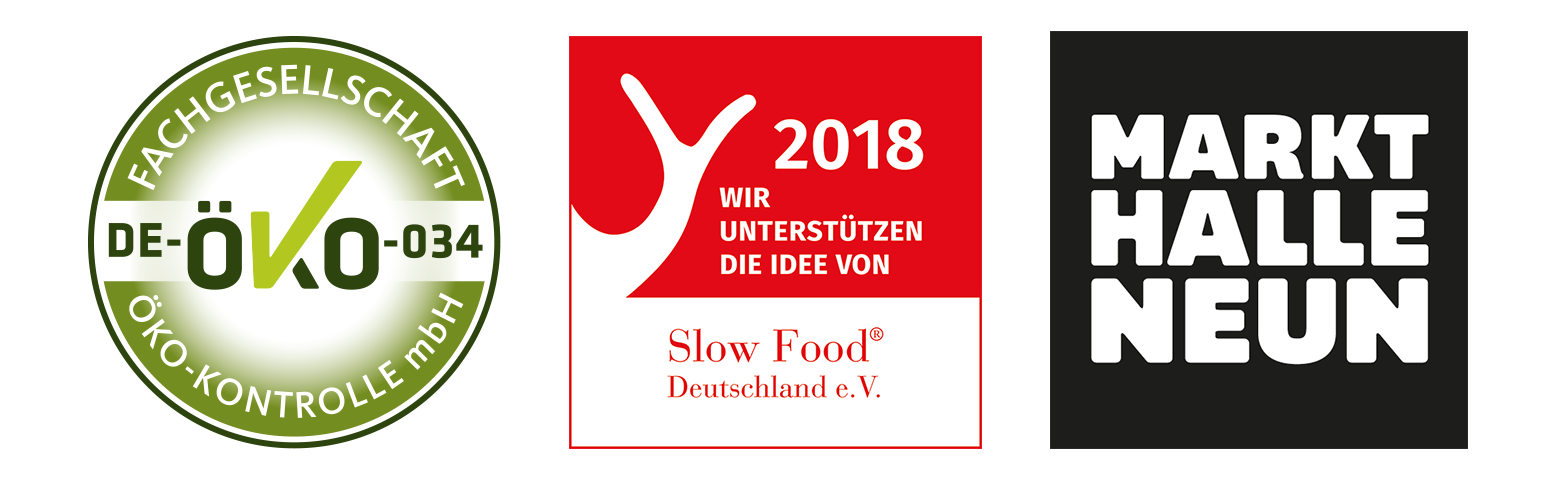 FACHGESELLSCHAFT
DE-ÖKO-034
ÖKO-KONTROLLE mbH
2018
WIR
UNTERSTÜTZEN
DIE IDEE VON
Slow Food®
Deutschland e.V.
MARKT
HALLE
NEUN